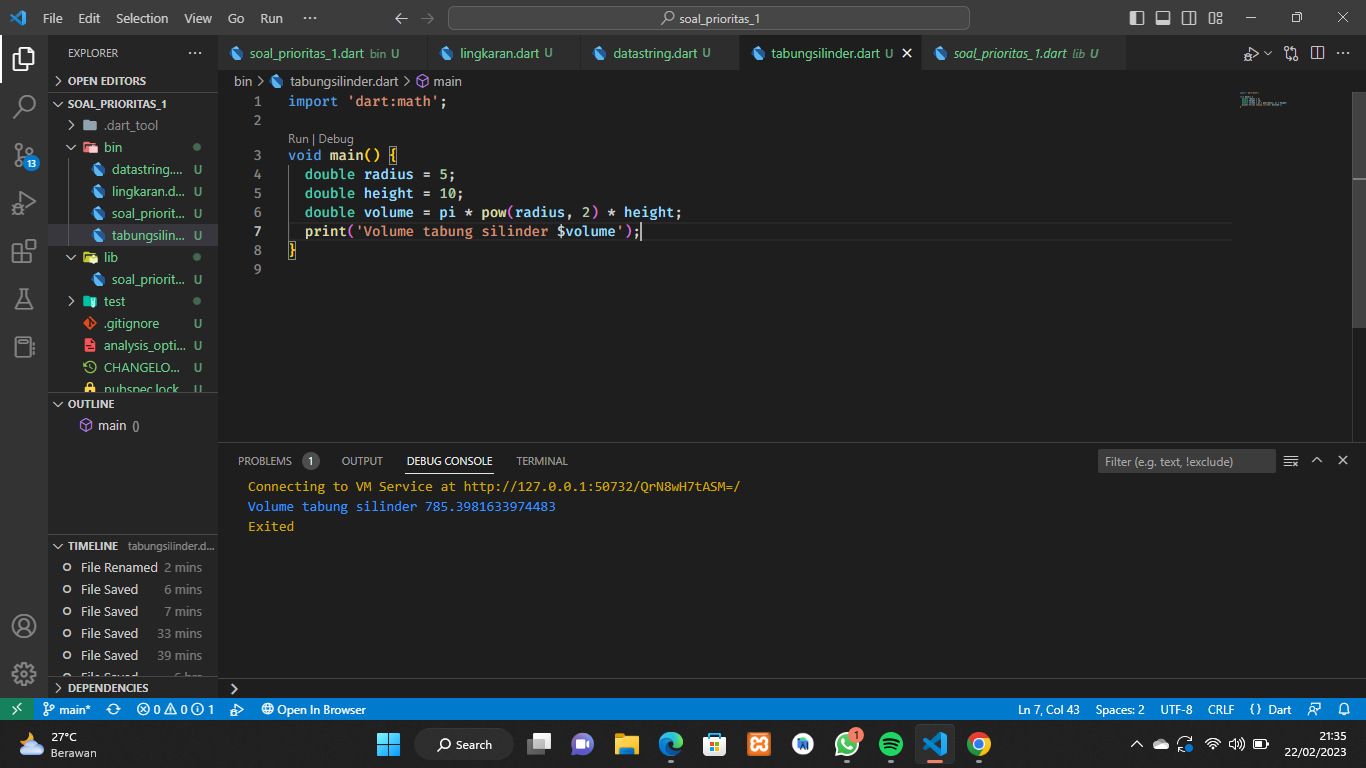 File Edit Selection View Go Run ··· soal_prioritas_1
EXPLORER ···
OPEN EDITORS
SOAL_PRIORITAS_1
.dart_tool
bin
datastring.... U
lingkaran.d... U
soal_priorit... U
tabungsilin... U
lib
soal_priorit... U
test
.gitignore U
analysis_opti... U
CHANGELO... U
pubspec.lock U
OUTLINE
main ()
TIMELINE tabungsilinder.d...
File Renamed 2 mins
File Saved 6 mins
File Saved 7 mins
File Saved 33 mins
File Saved 39 mins
File Saved 6 hrs
DEPENDENCIES
13
soal_prioritas_1.dart bin U lingkaran.dart U datastring.dart U tabungsilinder.dart U soal_prioritas_1.dart lib U
bin > tabungsilinder.dart > main
1 import 'dart:math';
2
Run | Debug
3 void main() {
4 double radius = 5;
5 double height = 10;
6 double volume = pi * pow(radius, 2) * height;
7 print('Volume tabung silinder $volume');
8 }
9
PROBLEMS 1 OUTPUT DEBUG CONSOLE TERMINAL Filter (e.g. text, !exclude)
Connecting to VM Service at http://127.0.0.1:50732/QrN8wH7tASM=/
Volume tabung silinder 785.3981633974483
Exited
main* 0 0 1 Open In Browser Ln 7, Col 43 Spaces: 2 UTF-8 CRLF {} Dart
27°C
Berawan
Search
1
21:35
22/02/2023